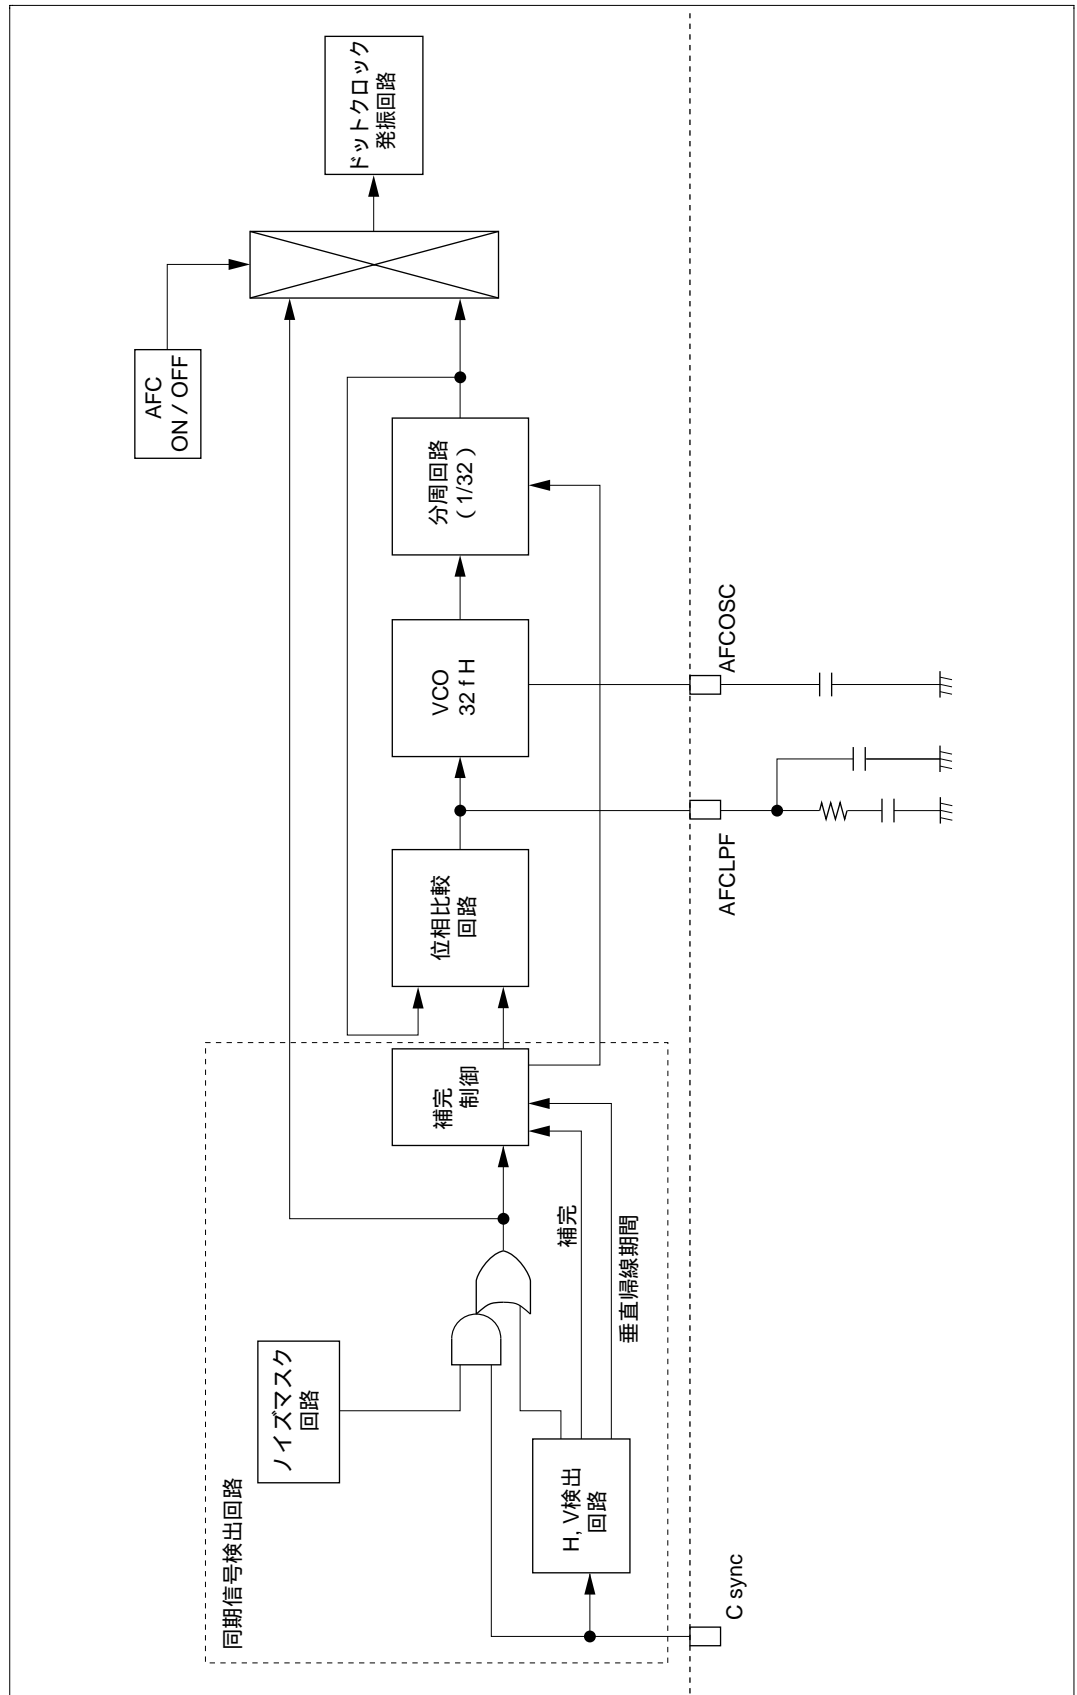 同期信号検出回路
ノイズマスク
回路
H, V検出
回路
C sync
補完
垂直帰線期間
補完
制御
位相比較
回路
AFCLPF
VCO
32 f H
AFCOSC
分周回路
(1/32)
AFC
ON / OFF
ドットクロック
発振回路